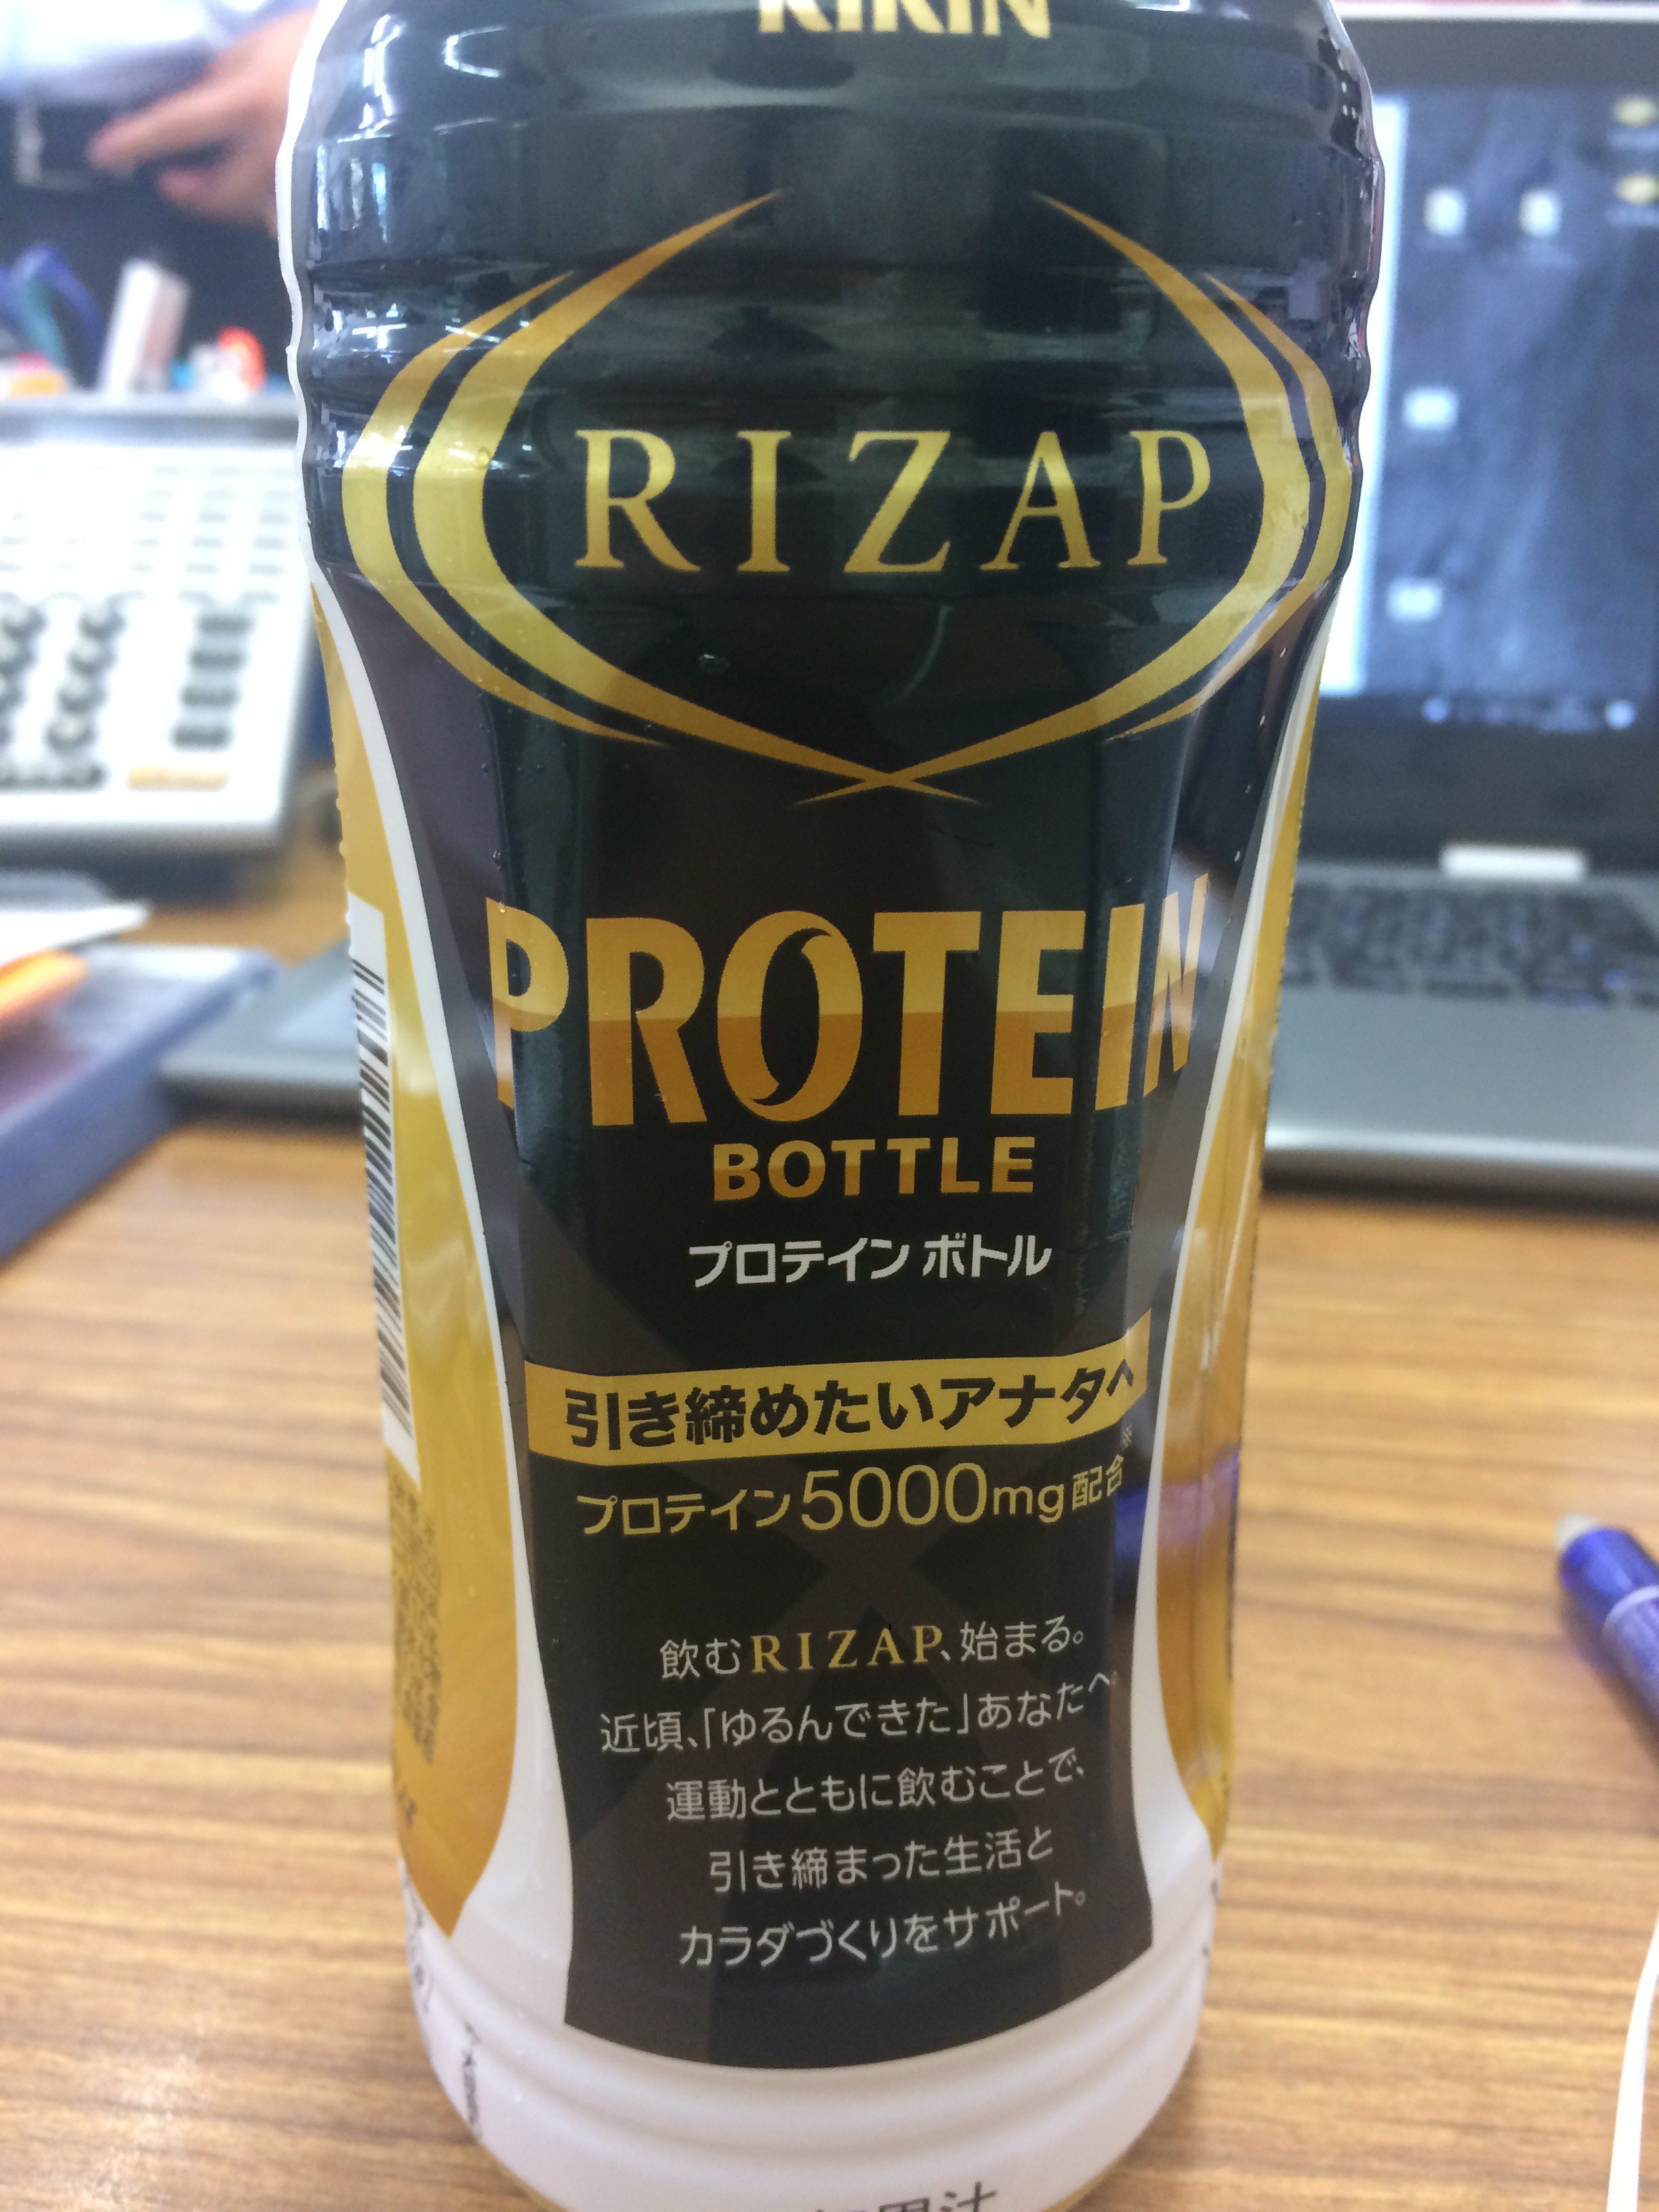 KIRIN
RIZAP
PROTEIN
BOTTLE
プロテイン ボトル
引き締めたいアナタへ
プロテイン5000mg配合※
飲むRIZAP、始まる。
近頃、「ゆるんできた」あなたへ。
運動とともに飲むことで、
引き締まった生活と
カラダづくりをサポート。
果汁